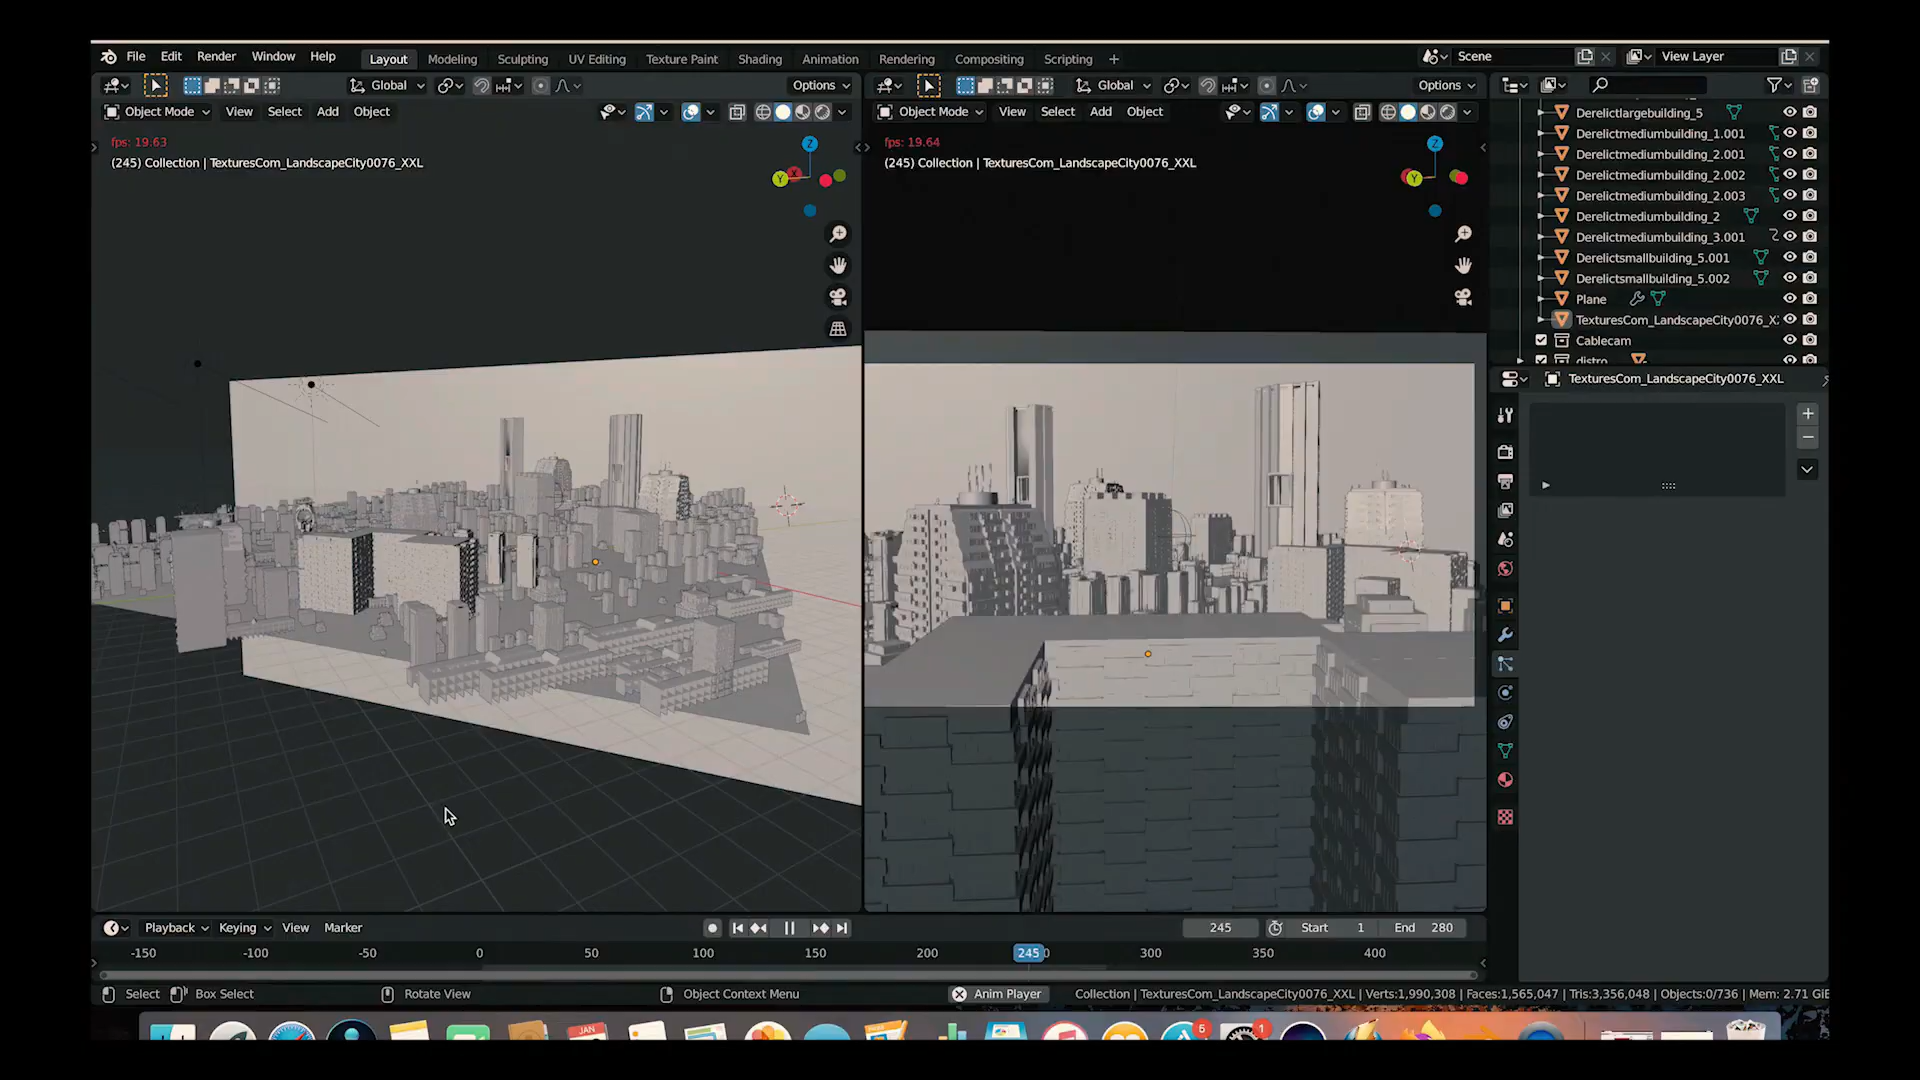 File Edit Render Window Help Layout Modeling Sculpting UV Editing Texture Paint Shading Animation Rendering Compositing Scripting + Scene View Layer
Global Options Global Options
Object Mode View Select Add Object Object Mode View Select Add Object
fps: 19.63
(245) Collection | TexturesCom_LandscapeCity0076_XXL
Z
Y
X
fps: 19.64
(245) Collection | TexturesCom_LandscapeCity0076_XXL
Z
Y
Derelictlargebuilding_5
Derelictmediumbuilding_1.001
Derelictmediumbuilding_2.001
Derelictmediumbuilding_2.002
Derelictmediumbuilding_2.003
Derelictmediumbuilding_2
Derelictmediumbuilding_3.001
Derelictsmallbuilding_5.001
Derelictsmallbuilding_5.002
Plane
TexturesCom_LandscapeCity0076_X
Cablecam
distro
TexturesCom_LandscapeCity0076_XXL
Playback Keying View Marker 245 Start 1 End 280
-150 -100 -50 0 50 100 150 200 245 300 350 400
Select Box Select Rotate View Object Context Menu Anim Player Collection | TexturesCom_LandscapeCity0076_XXL | Verts:1,990,308 | Faces:1,565,047 | Tris:3,356,048 | Objects:0/736 | Mem: 2.71 GiB
JAN 6 1